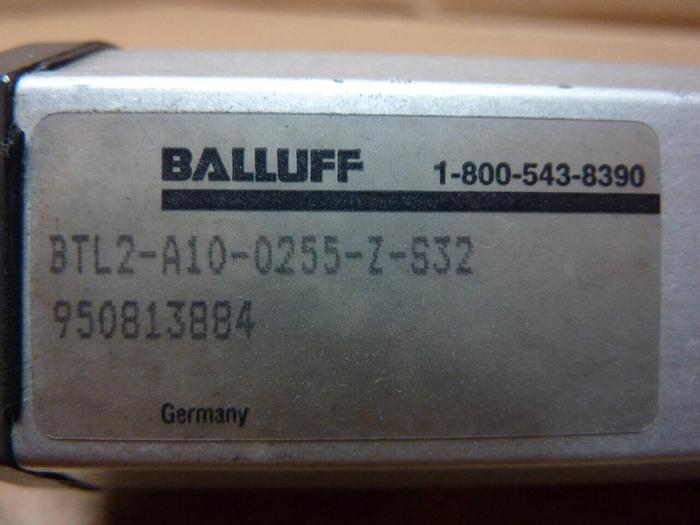 BALLUFF 1-800-543-8390
BTL2-A10-0255-Z-S32
950813884
Germany